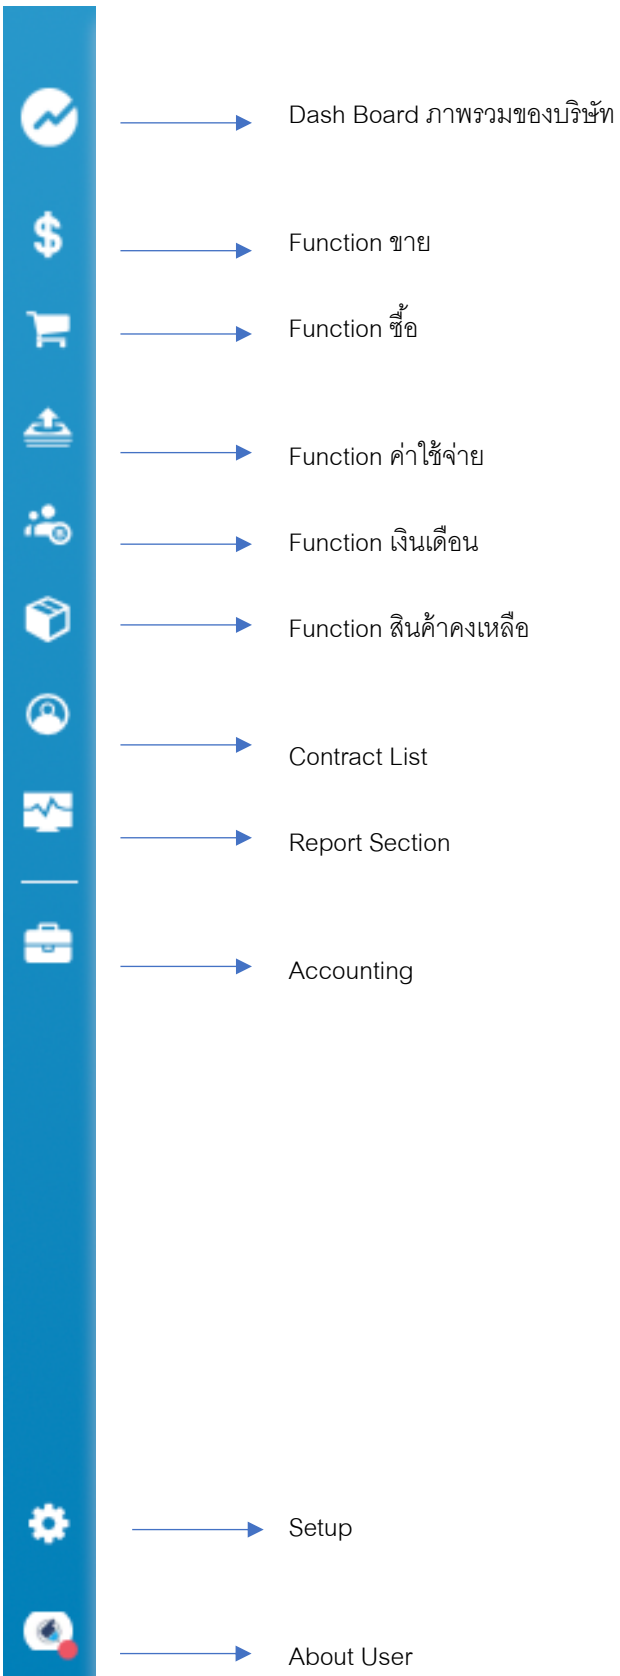 Dash Board ภาพรวมของบริษัท
Function ขาย
Function ซื้อ
Function ค่าใช้จ่าย
Function เงินเดือน
Function สินค้าคงเหลือ
Contract List
Report Section
Accounting
Setup
About User